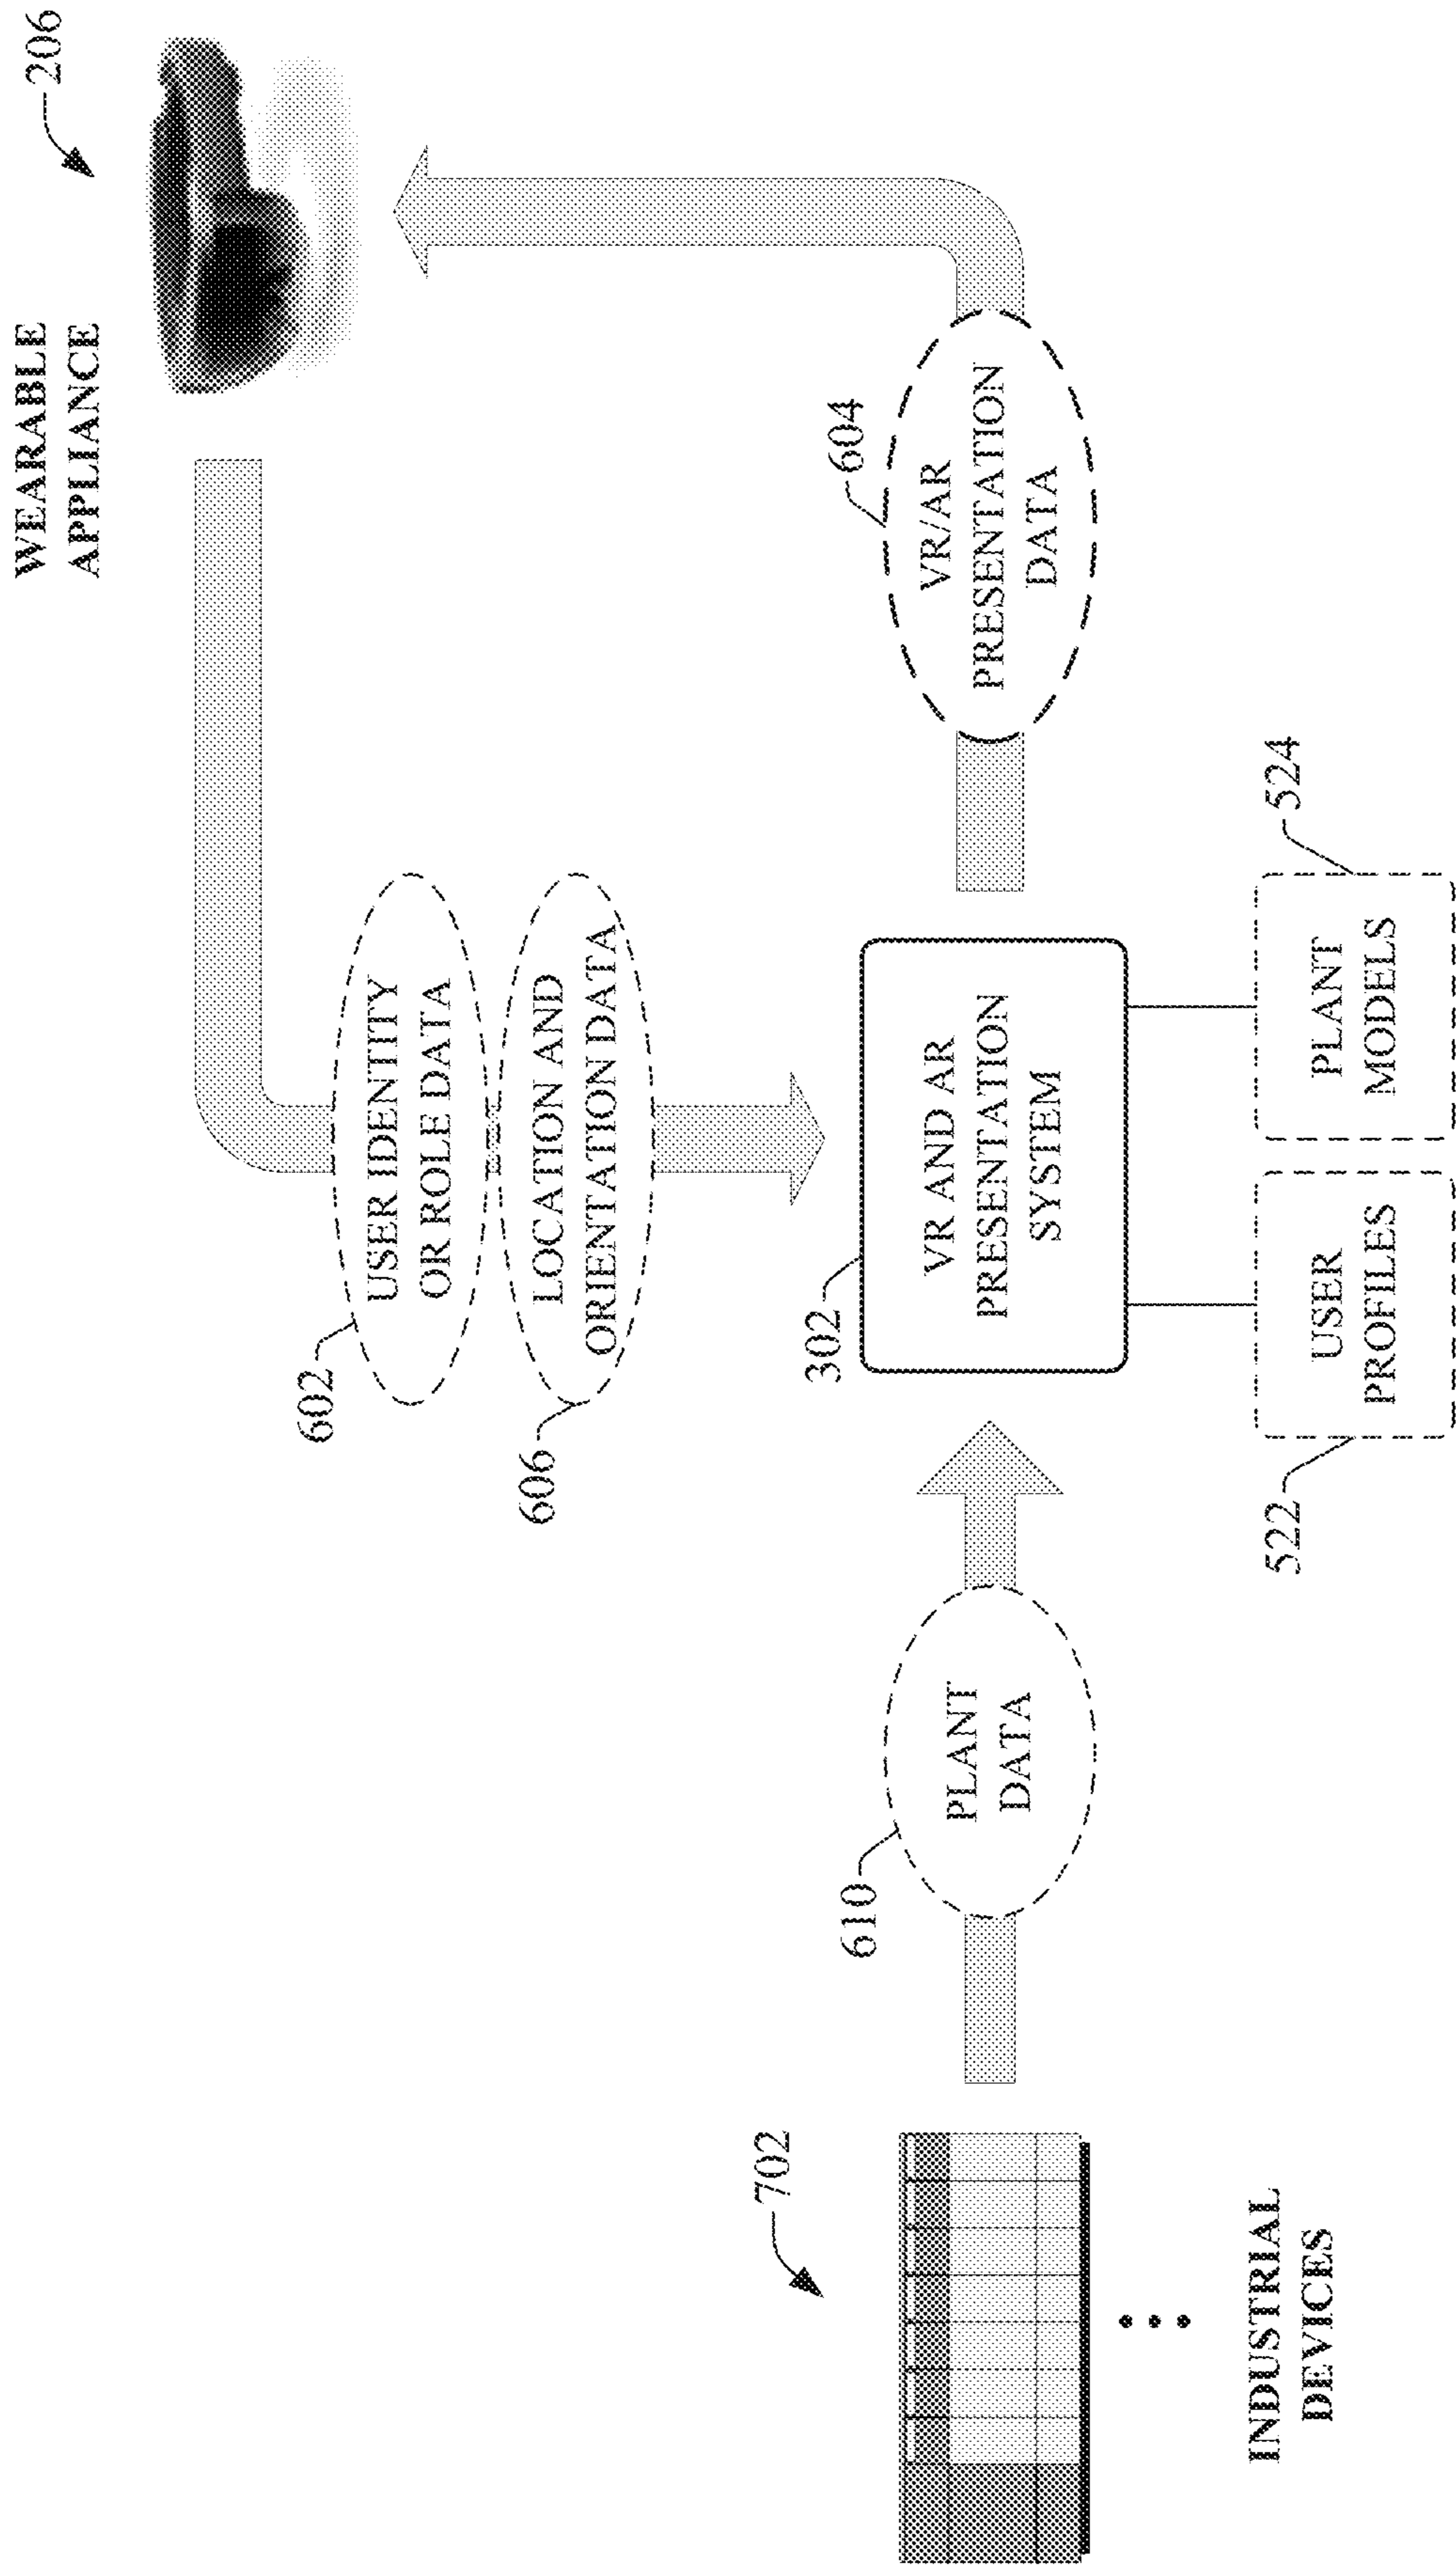 WEARABLE
APPLIANCE
206
602
USER IDENTITY
OR ROLE DATA
606
LOCATION AND
ORIENTATION DATA
702
INDUSTRIAL
DEVICES
610
PLANT
DATA
302
VR AND AR
PRESENTATION
SYSTEM
604
VR/AR
PRESENTATION
DATA
522
USER
PROFILES
524
PLANT
MODELS